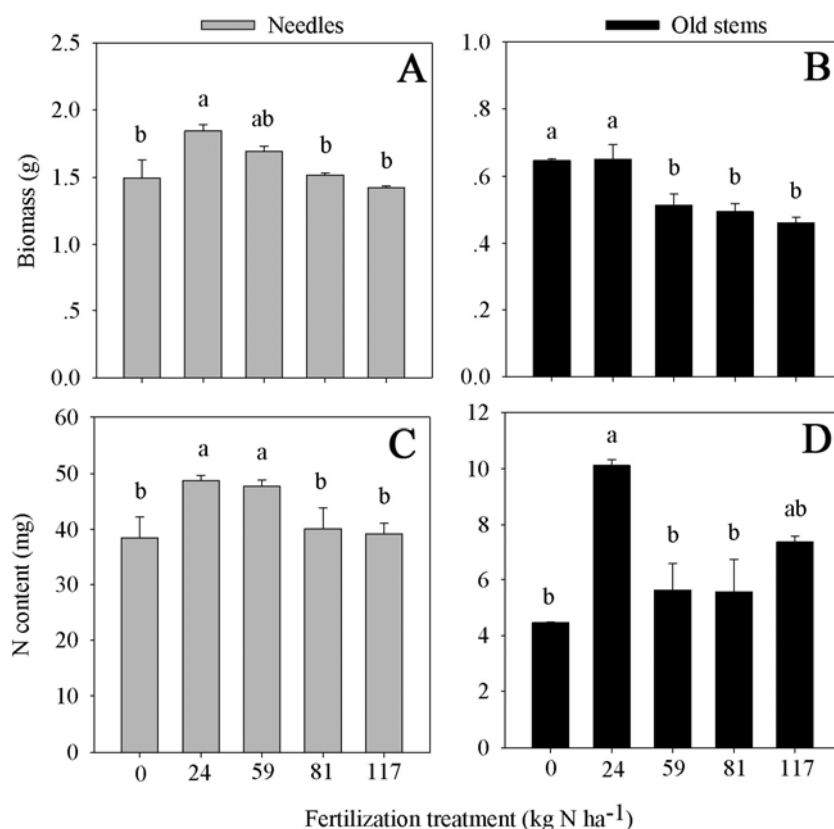 Needles
Old stems
A
B
Biomass (g)
2.5
2.0
1.5
1.0
.5
0.0
b
a
ab
b
b
1.0
.8
.6
.4
.2
0.0
a
a
b
b
b
C
D
N content (mg)
60
50
40
30
20
10
0
b
a
a
b
b
12
10
8
6
4
2
0
b
a
b
b
ab
0 24 59 81 117
0 24 59 81 117
Fertilization treatment (kg N ha-1)